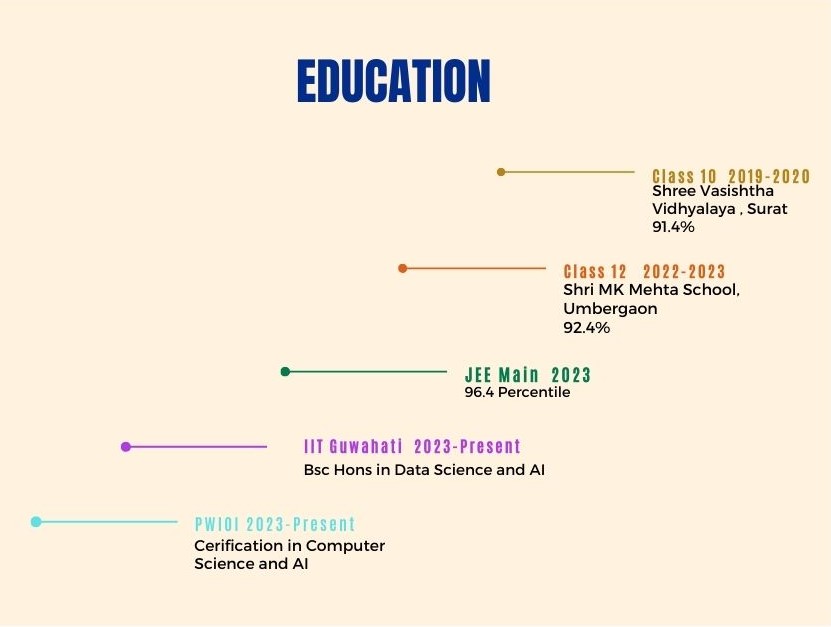 EDUCATION
Class 10 2019-2020
Shree Vasishtha
Vidhyalaya , Surat
91.4%
Class 12 2022-2023
Shri MK Mehta School,
Umbergaon
92.4%
JEE Main 2023
96.4 Percentile
IIT Guwahati 2023-Present
Bsc Hons in Data Science and AI
PWIOI 2023-Present
Cerification in Computer
Science and AI